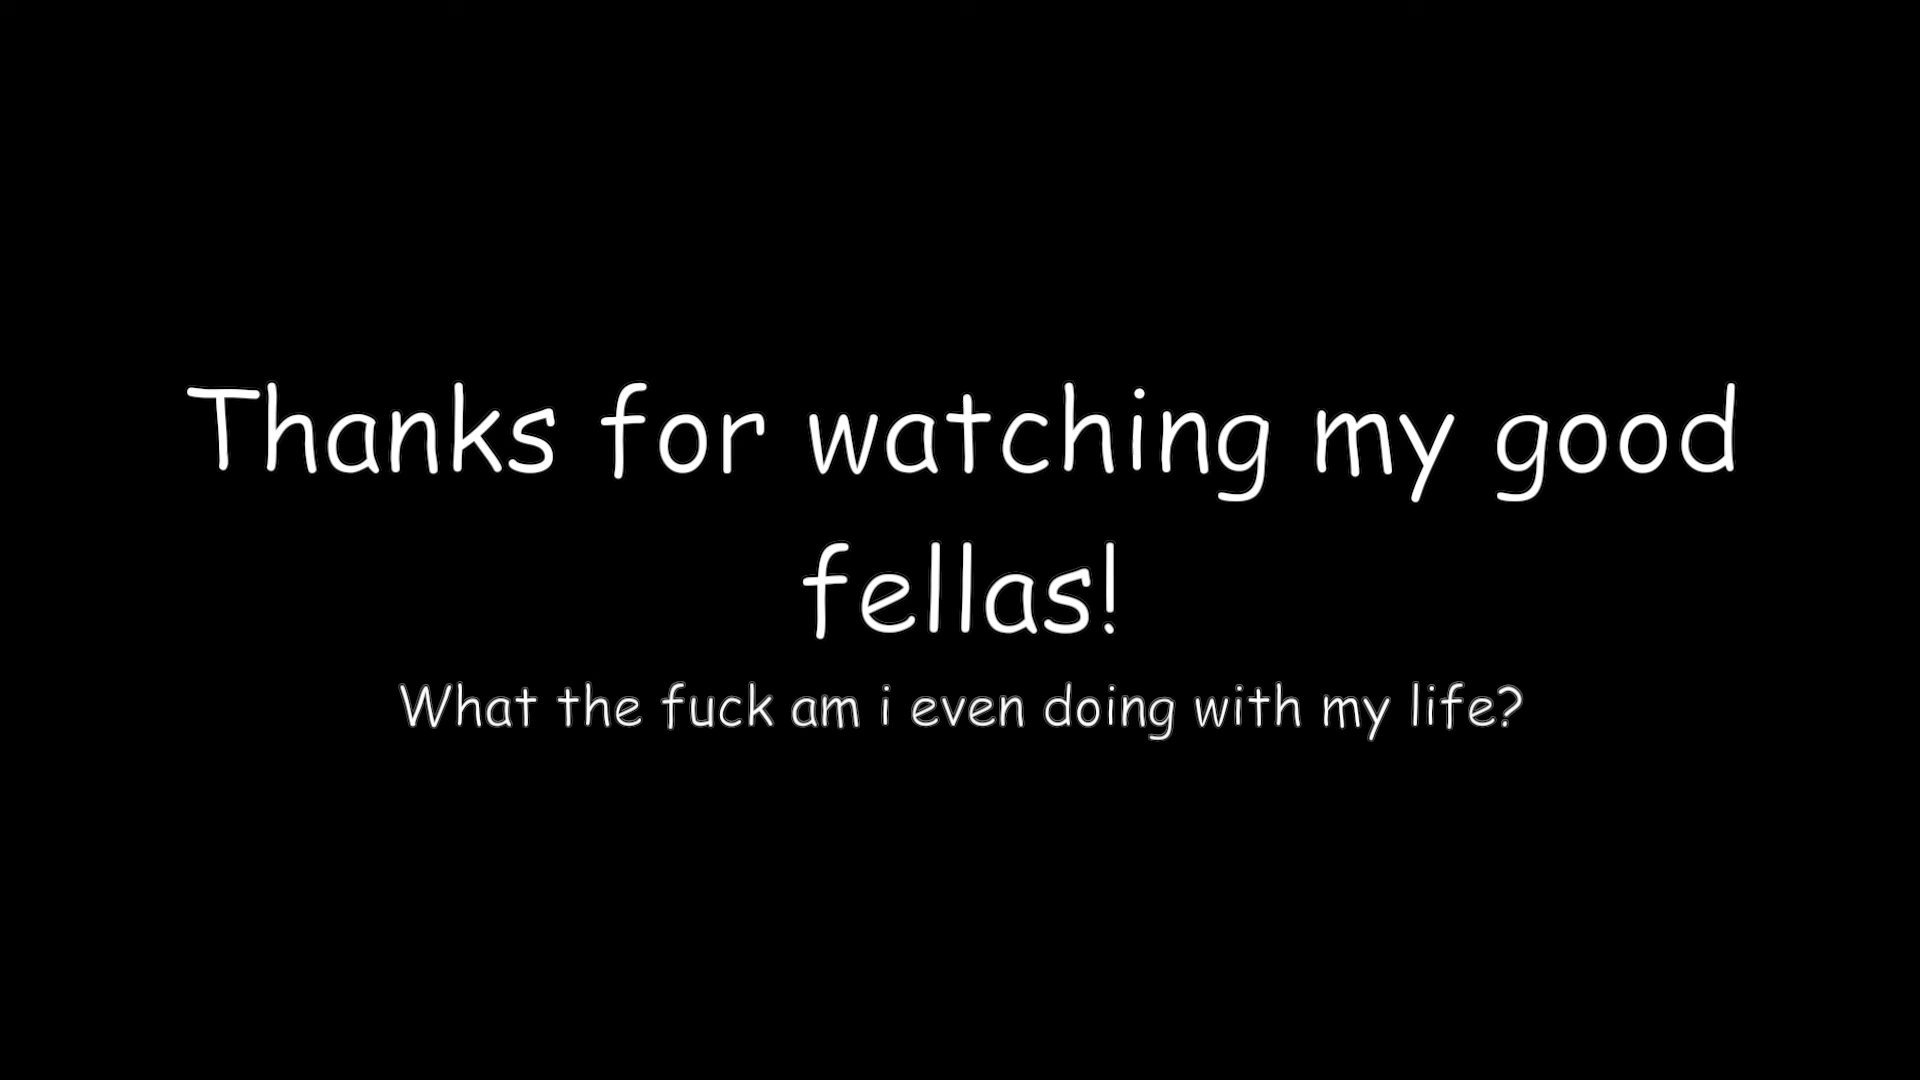 Thanks for watching my good
fellas!
What the fuck am i even doing with my life?